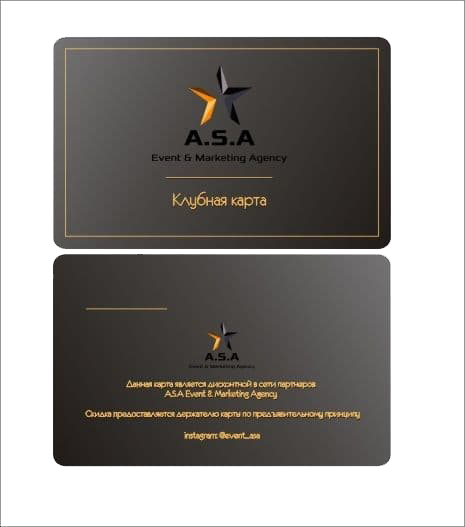 A.S.A
Event & Marketing Agency
Клубная карта
A.S.A
Event & Marketing Agency
Данная карта является дисконтной в сети партнаров
A.S.A Event & Marketing Agency
Скидка предоставляется держателю карты по предъявительному принципу
instagram: @event_asa